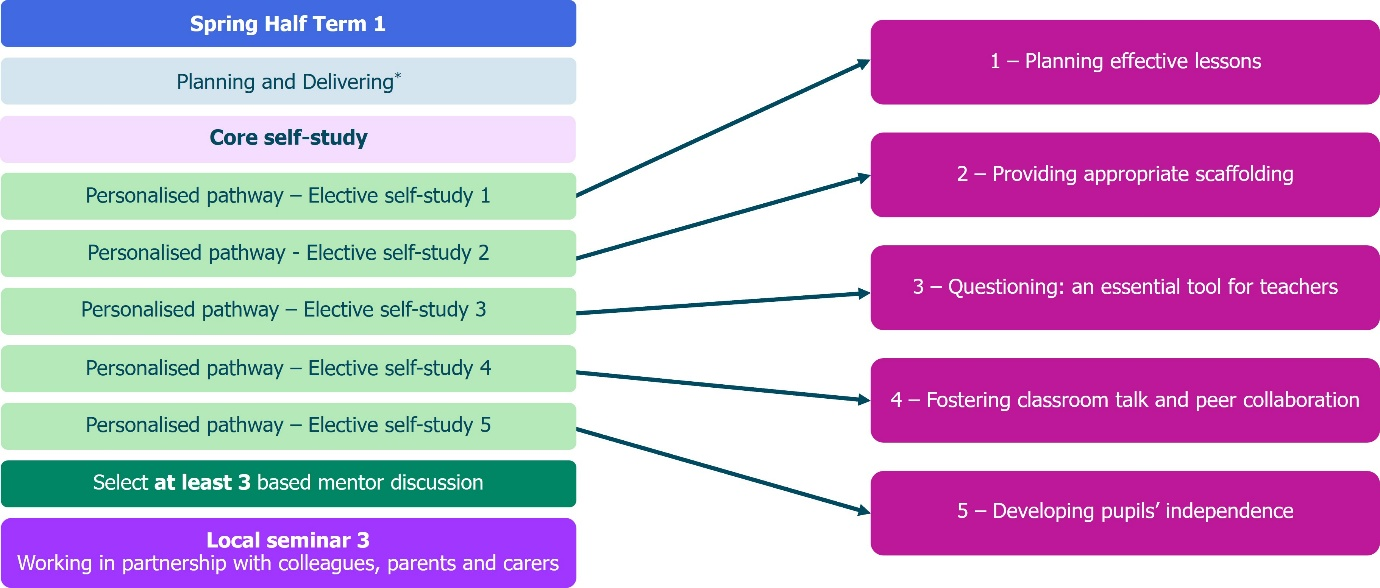 Spring Half Term 1
Planning and Delivering*
Core self-study
Personalised pathway – Elective self-study 1
Personalised pathway - Elective self-study 2
Personalised pathway – Elective self-study 3
Personalised pathway – Elective self-study 4
Personalised pathway – Elective self-study 5
Select at least 3 based mentor discussion
Local seminar 3
Working in partnership with colleagues, parents and carers
1 – Planning effective lessons
2 – Providing appropriate scaffolding
3 – Questioning: an essential tool for teachers
4 – Fostering classroom talk and peer collaboration
5 – Developing pupils’ independence